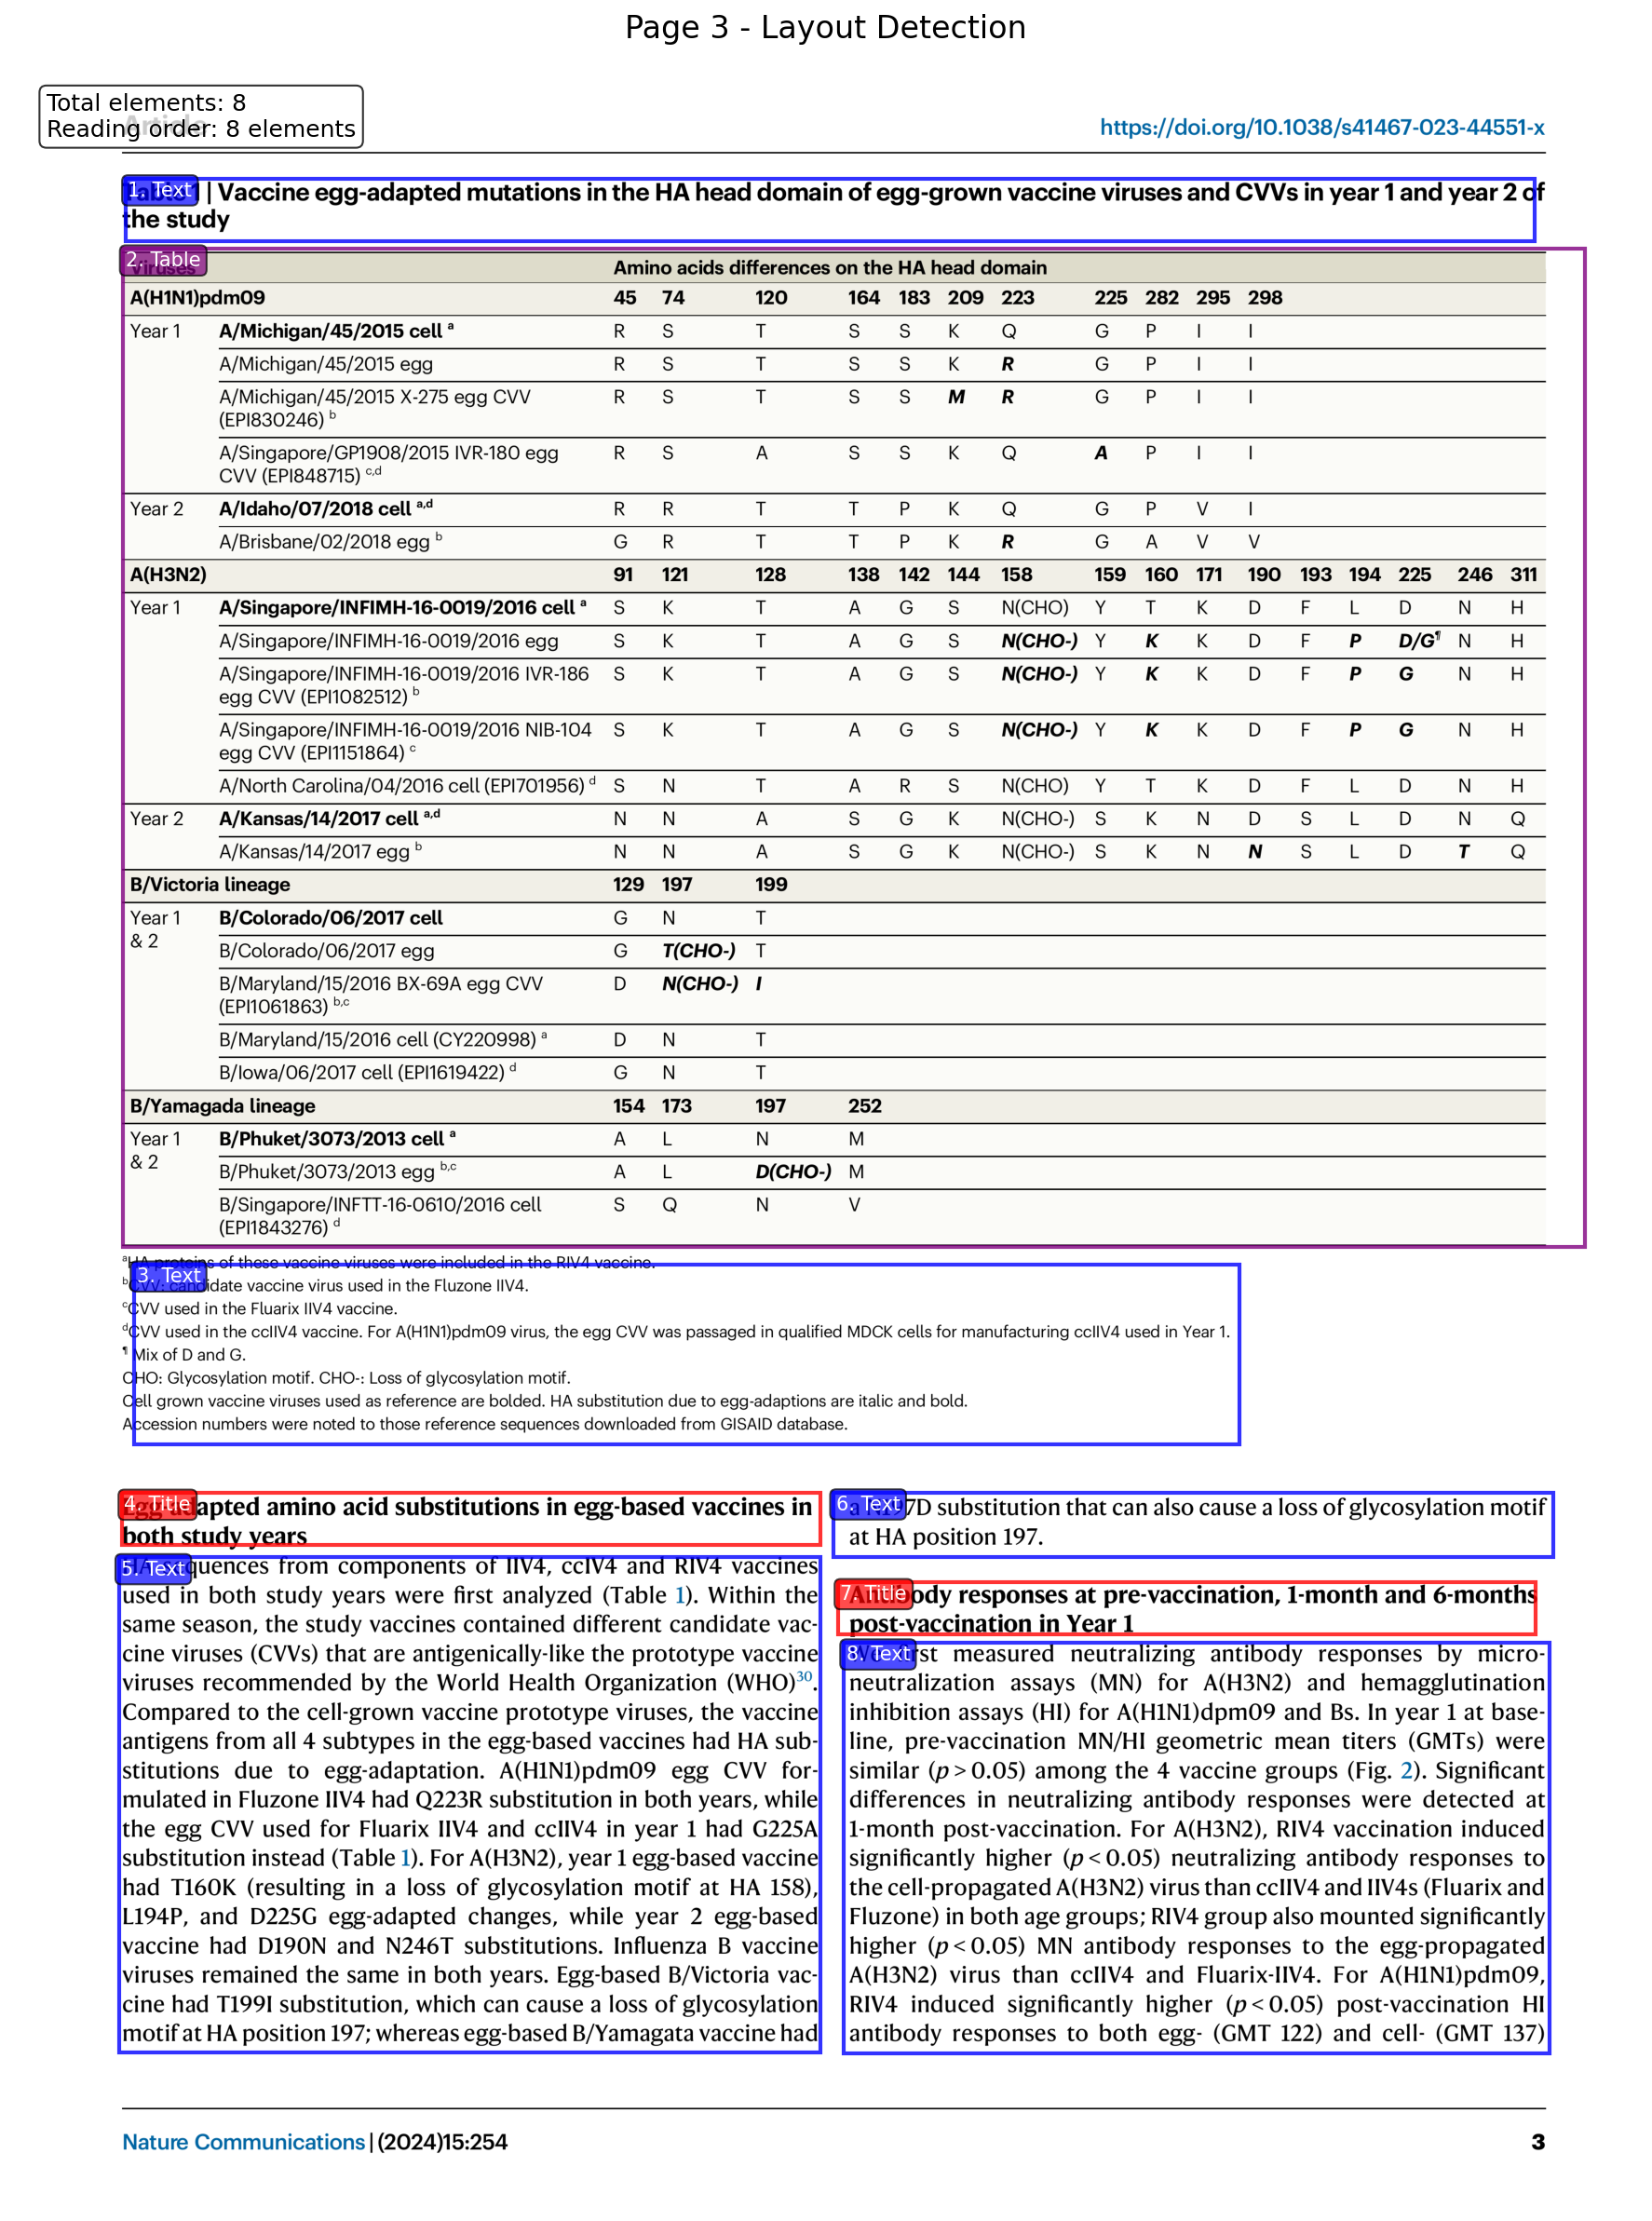 Page 3 - Layout Detection
Total elements: 8
Reading order: 8 elements
Article
https://doi.org/10.1038/s41467-023-44551-x
1. Text
Table 1 | Vaccine egg-adapted mutations in the HA head domain of egg-grown vaccine viruses and CVVs in year 1 and year 2 of
the study
2. Table
Viruses Amino acids differences on the HA head domain
A(H1N1)pdm09 45 74 120 164 183 209 223 225 282 295 298
Year 1 A/Michigan/45/2015 cell a R S T S S K Q G P I I
A/Michigan/45/2015 egg R S T S S K R G P I I
A/Michigan/45/2015 X-275 egg CVV R S T S S M R G P I I
(EPI830246) b
A/Singapore/GP1908/2015 IVR-180 egg R S A S S K Q A P I I
CVV (EPI848715) c,d
Year 2 A/Idaho/07/2018 cell a,d R R T T P K Q G P V I
A/Brisbane/02/2018 egg b G R T T P K R G A V V
A(H3N2) 91 121 128 138 142 144 158 159 160 171 190 193 194 225 246 311
Year 1 A/Singapore/INFIMH-16-0019/2016 cell a S K T A G S N(CHO) Y T K D F L D N H
A/Singapore/INFIMH-16-0019/2016 egg S K T A G S N(CHO-) Y K K D F P D/G¶ N H
A/Singapore/INFIMH-16-0019/2016 IVR-186 S K T A G S N(CHO-) Y K K D F P G N H
egg CVV (EPI1082512) b
A/Singapore/INFIMH-16-0019/2016 NIB-104 S K T A G S N(CHO-) Y K K D F P G N H
egg CVV (EPI1151864) c
A/North Carolina/04/2016 cell (EPI701956) d S N T A R S N(CHO) Y T K D F L D N H
Year 2 A/Kansas/14/2017 cell a,d N N A S G K N(CHO-) S K N D S L D N Q
A/Kansas/14/2017 egg b N N A S G K N(CHO-) S K N N S L D T Q
B/Victoria lineage 129 197 199
Year 1 B/Colorado/06/2017 cell G N T
& 2
B/Colorado/06/2017 egg G T(CHO-) T
B/Maryland/15/2016 BX-69A egg CVV D N(CHO-) I
(EPI1061863) b,c
B/Maryland/15/2016 cell (CY220998) a D N T
B/Iowa/06/2017 cell (EPI1619422) d G N T
B/Yamagada lineage 154 173 197 252
Year 1 B/Phuket/3073/2013 cell a A L N M
& 2
B/Phuket/3073/2013 egg b,c A L D(CHO-) M
B/Singapore/INFTT-16-0610/2016 cell S Q N V
(EPI1843276) d
aHA proteins of these vaccine viruses were included in the RIV4 vaccine.
3. Text
bCVV: candidate vaccine virus used in the Fluzone IIV4.
cCVV used in the Fluarix IIV4 vaccine.
dCVV used in the ccIIV4 vaccine. For A(H1N1)pdm09 virus, the egg CVV was passaged in qualified MDCK cells for manufacturing ccIIV4 used in Year 1.
¶ Mix of D and G.
CHO: Glycosylation motif. CHO-: Loss of glycosylation motif.
Cell grown vaccine viruses used as reference are bolded. HA substitution due to egg-adaptions are italic and bold.
Accession numbers were noted to those reference sequences downloaded from GISAID database.
4. Title
Egg-adapted amino acid substitutions in egg-based vaccines in
both study years
5. Text
HA sequences from components of IIV4, ccIV4 and RIV4 vaccines
used in both study years were first analyzed (Table 1). Within the
same season, the study vaccines contained different candidate vac-
cine viruses (CVVs) that are antigenically-like the prototype vaccine
viruses recommended by the World Health Organization (WHO)30.
Compared to the cell-grown vaccine prototype viruses, the vaccine
antigens from all 4 subtypes in the egg-based vaccines had HA sub-
stitutions due to egg-adaptation. A(H1N1)pdm09 egg CVV for-
mulated in Fluzone IIV4 had Q223R substitution in both years, while
the egg CVV used for Fluarix IIV4 and ccIIV4 in year 1 had G225A
substitution instead (Table 1). For A(H3N2), year 1 egg-based vaccine
had T160K (resulting in a loss of glycosylation motif at HA 158),
L194P, and D225G egg-adapted changes, while year 2 egg-based
vaccine had D190N and N246T substitutions. Influenza B vaccine
viruses remained the same in both years. Egg-based B/Victoria vac-
cine had T199I substitution, which can cause a loss of glycosylation
motif at HA position 197; whereas egg-based B/Yamagata vaccine had
6. Text
a N197D substitution that can also cause a loss of glycosylation motif
at HA position 197.
7. Title
Antibody responses at pre-vaccination, 1-month and 6-months
post-vaccination in Year 1
8. Text
We first measured neutralizing antibody responses by micro-
neutralization assays (MN) for A(H3N2) and hemagglutination
inhibition assays (HI) for A(H1N1)dpm09 and Bs. In year 1 at base-
line, pre-vaccination MN/HI geometric mean titers (GMTs) were
similar (p > 0.05) among the 4 vaccine groups (Fig. 2). Significant
differences in neutralizing antibody responses were detected at
1-month post-vaccination. For A(H3N2), RIV4 vaccination induced
significantly higher (p < 0.05) neutralizing antibody responses to
the cell-propagated A(H3N2) virus than ccIIV4 and IIV4s (Fluarix and
Fluzone) in both age groups; RIV4 group also mounted significantly
higher (p < 0.05) MN antibody responses to the egg-propagated
A(H3N2) virus than ccIIV4 and Fluarix-IIV4. For A(H1N1)pdm09,
RIV4 induced significantly higher (p < 0.05) post-vaccination HI
antibody responses to both egg- (GMT 122) and cell- (GMT 137)
Nature Communications | (2024)15:254
3